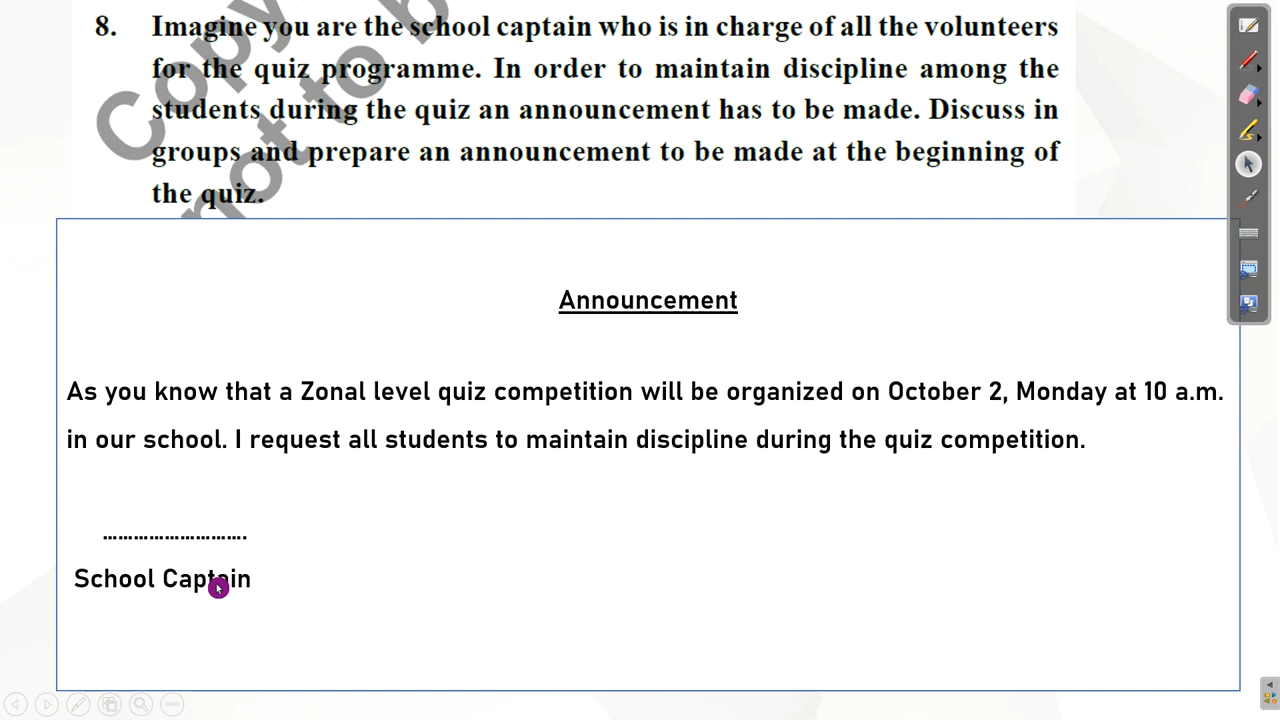 8. Imagine you are the school captain who is in charge of all the volunteers
for the quiz programme. In order to maintain discipline among the
students during the quiz an announcement has to be made. Discuss in
groups and prepare an announcement to be made at the beginning of
the quiz.
Announcement
As you know that a Zonal level quiz competition will be organized on October 2, Monday at 10 a.m.
in our school. I request all students to maintain discipline during the quiz competition.
...........................
School Captain